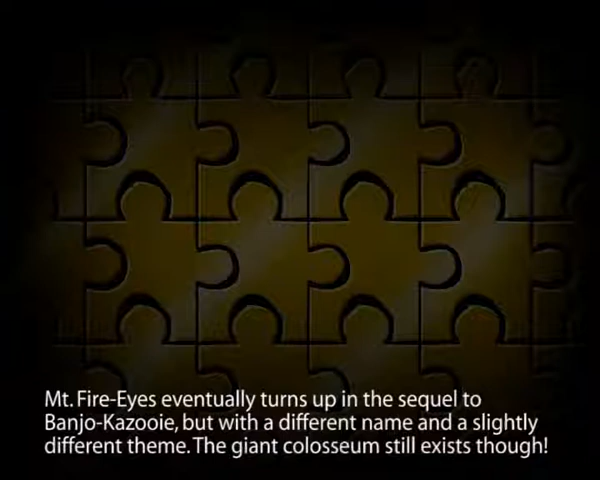 Mt. Fire-Eyes eventually turns up in the sequel to
Banjo-Kazooie, but with a different name and a slightly
different theme. The giant colosseum still exists though!